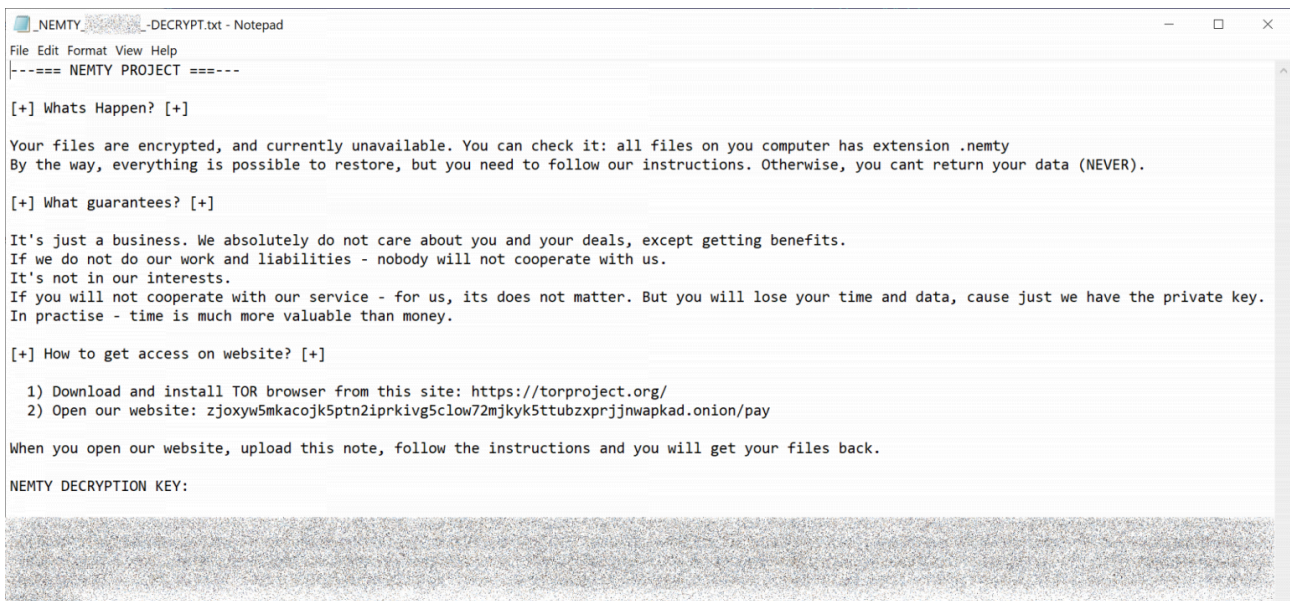 _NEMTY_ _-DECRYPT.txt - Notepad
File Edit Format View Help
---=== NEMTY PROJECT ===---
[+] Whats Happen? [+]
Your files are encrypted, and currently unavailable. You can check it: all files on you computer has extension .nemty
By the way, everything is possible to restore, but you need to follow our instructions. Otherwise, you cant return your data (NEVER).
[+] What guarantees? [+]
It's just a business. We absolutely do not care about you and your deals, except getting benefits.
If we do not do our work and liabilities - nobody will not cooperate with us.
It's not in our interests.
If you will not cooperate with our service - for us, its does not matter. But you will lose your time and data, cause just we have the private key.
In practise - time is much more valuable than money.
[+] How to get access on website? [+]
1) Download and install TOR browser from this site: https://torproject.org/
2) Open our website: zjoxyw5mkacojk5ptn2iprkivg5clow72mjkyk5ttubzxprjjnwapkad.onion/pay
When you open our website, upload this note, follow the instructions and you will get your files back.
NEMTY DECRYPTION KEY: